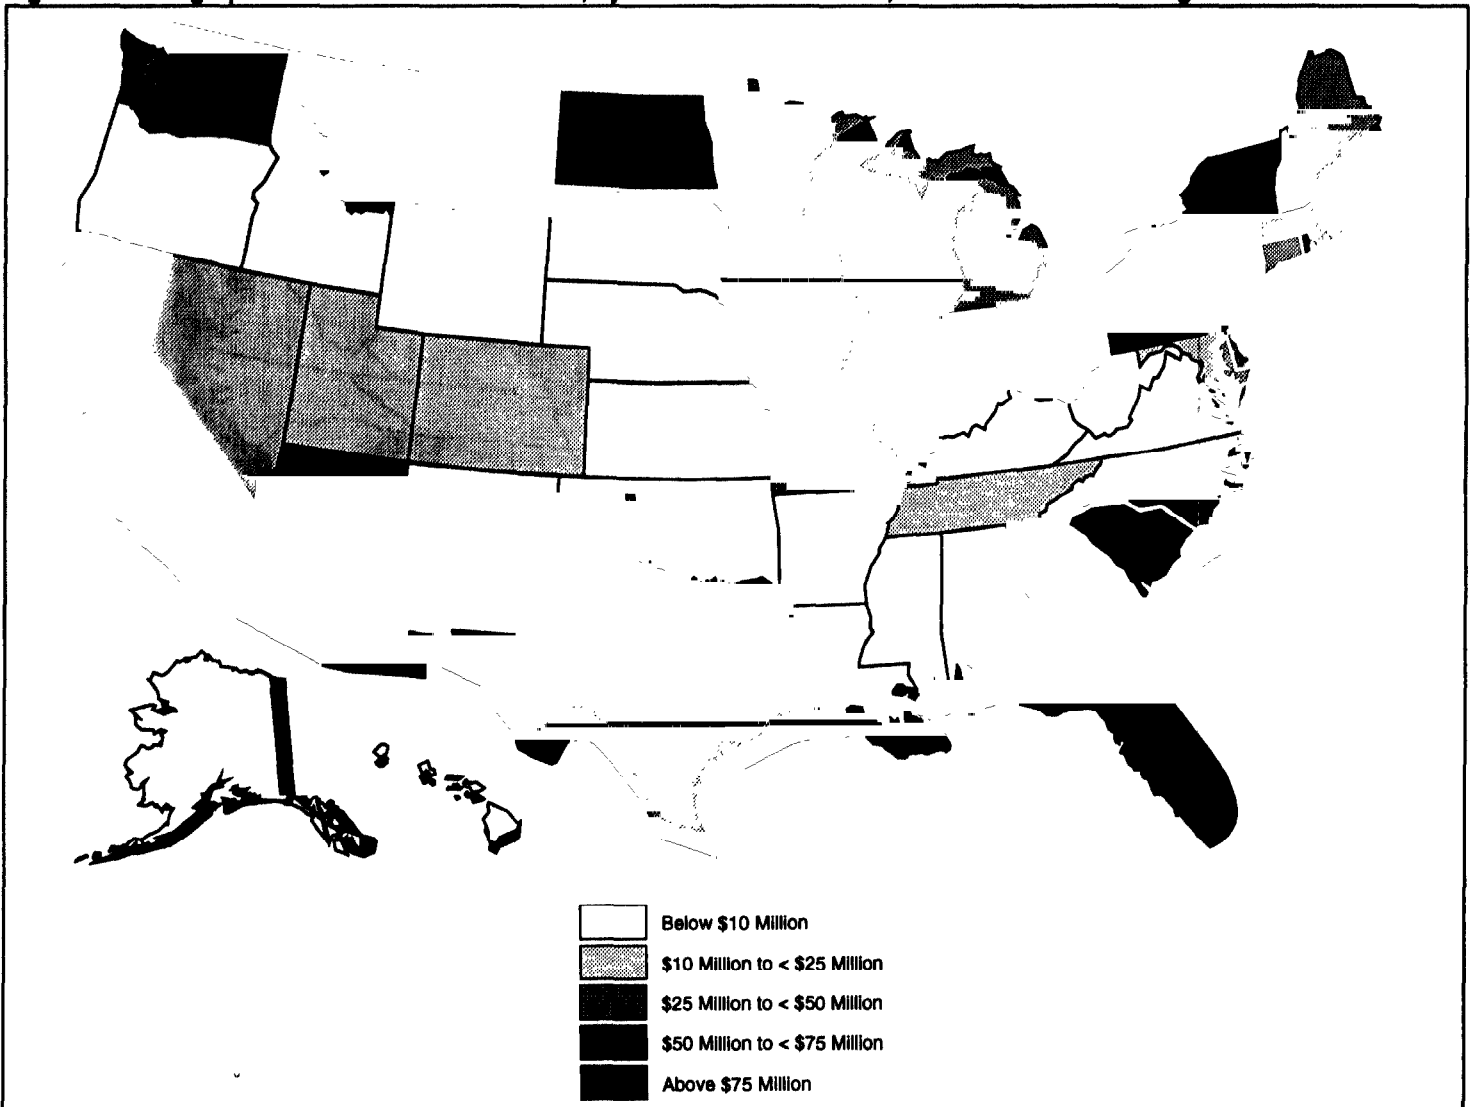 Below $10 Million
$10 Million to < $25 Million
$25 Million to < $50 Million
$50 Million to < $75 Million
Above $75 Million